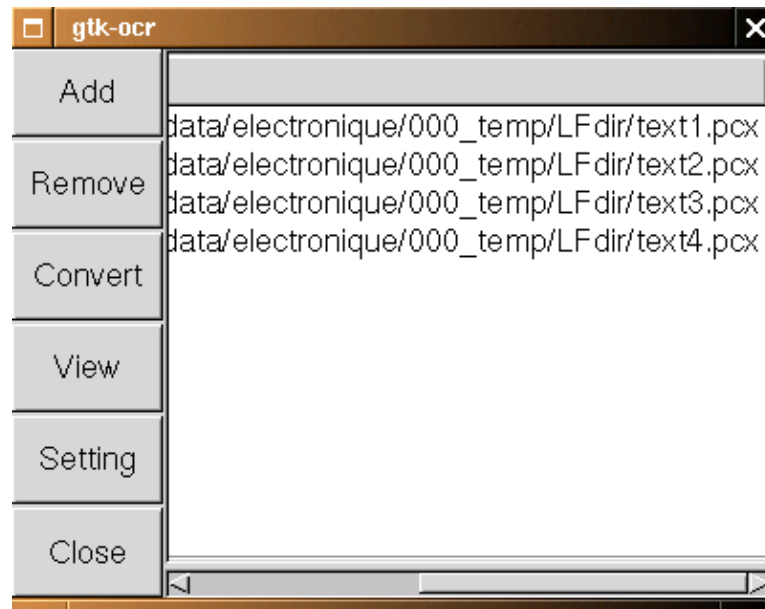 gtk-ocr
Add
Remove
Convert
View
Setting
Close
data/electronique/000_temp/LFdir/text1.pcx
data/electronique/000_temp/LFdir/text2.pcx
data/electronique/000_temp/LFdir/text3.pcx
data/electronique/000_temp/LFdir/text4.pcx